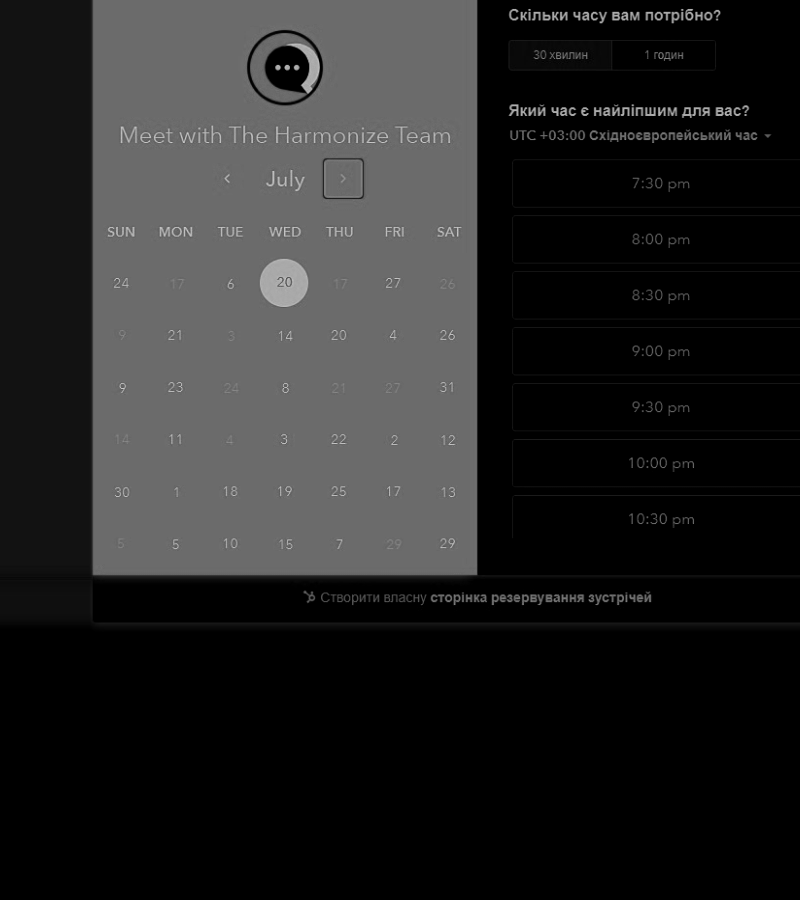 Meet with The Harmonize Team
July
SUN MON TUE WED THU FRI SAT
24 17 6 20 17 27 26
9 21 3 14 20 4 26
9 23 24 8 21 27 31
14 11 4 3 22 2 12
30 1 18 19 25 17 13
5 5 10 15 7 29 29
Скільки часу вам потрібно?
30 хвилин 1 годин
Який час є найліпшим для вас?
UTC +03:00 Східноєвропейський час
7:30 pm
8:00 pm
8:30 pm
9:00 pm
9:30 pm
10:00 pm
10:30 pm
Створити власну сторінка резервування зустрічей